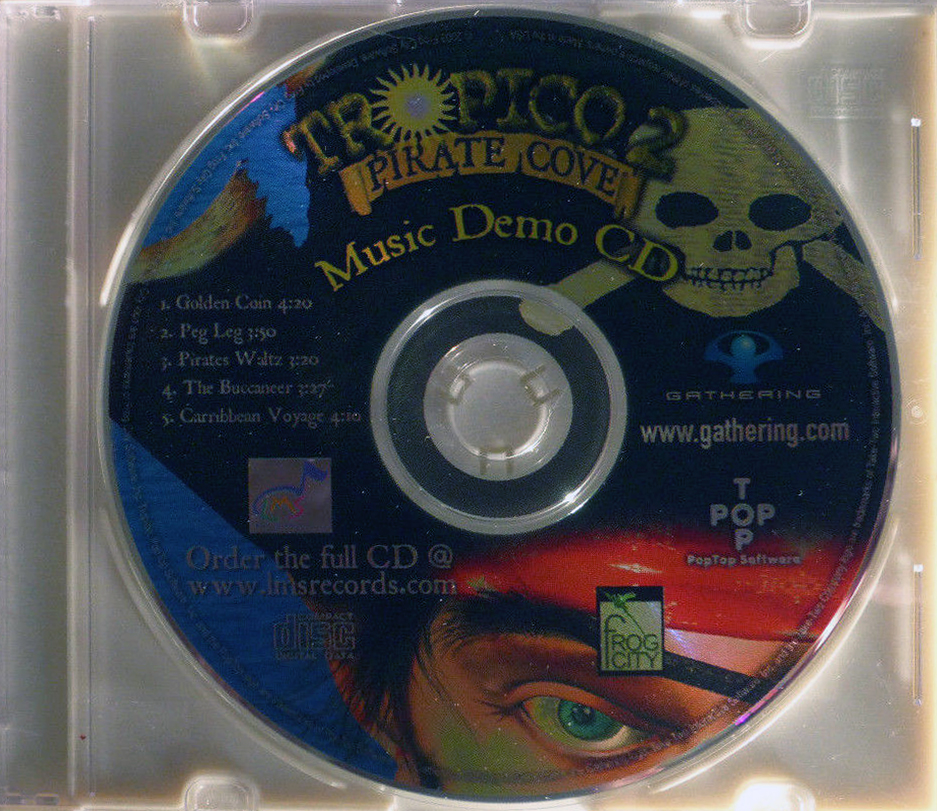 TROPICO 2
PIRATE COVE
Music Demo CD
1. Golden Coin 4:20
2. Peg Leg 3:50
3. Pirates Waltz 3:20
4. The Buccaneer 3:27
5. Carribbean Voyage 4:10
GATHERING
www.gathering.com
TOP
POP
PopTop Software
Order the full CD @
www.lmsrecords.com
COMPACT
disc
DIGITAL DATA
fROG
CITY